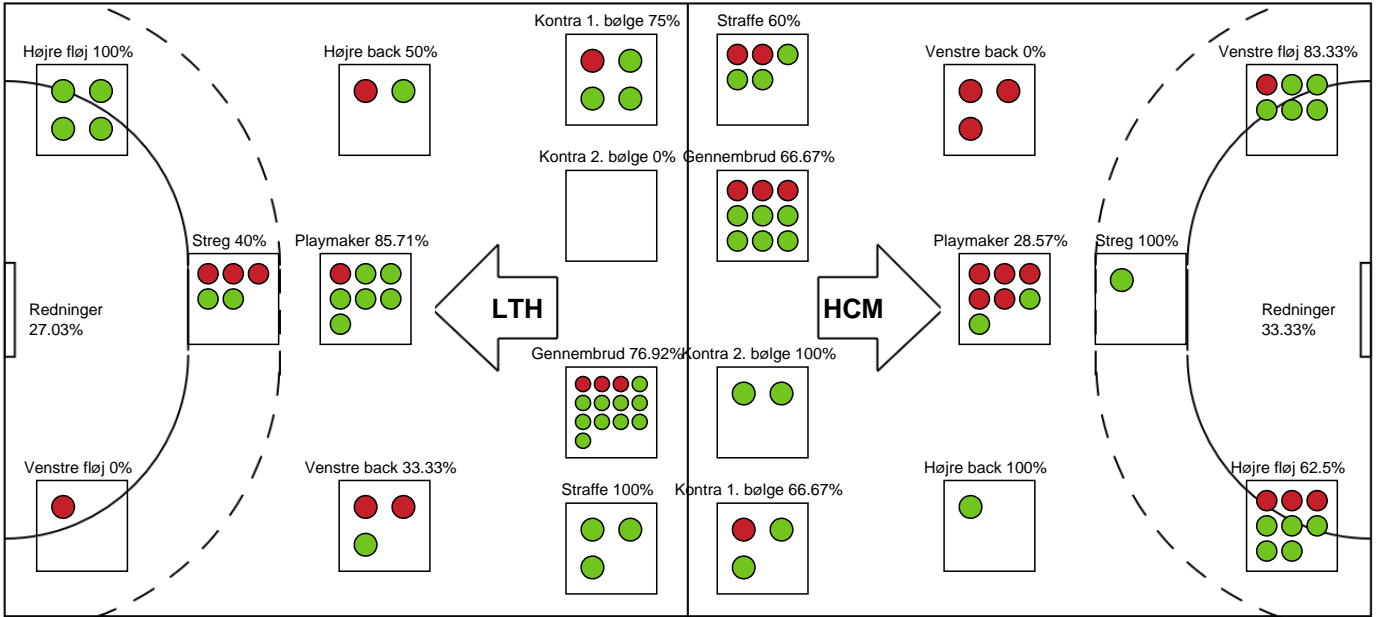 Kontra 1. bølge 75%
Straffe 60%
Højre fløj 100%
Højre back 50%
Venstre back 0%
Venstre fløj 83.33%
Kontra 2. bølge 0%
Gennembrud 66.67%
Streg 40%
Playmaker 85.71%
Playmaker 28.57%
Streg 100%
LTH
HCM
Redninger
27.03%
Redninger
33.33%
Gennembrud 76.92%
Kontra 2. bølge 100%
Venstre fløj 0%
Venstre back 33.33%
Straffe 100%
Kontra 1. bølge 66.67%
Højre back 100%
Højre fløj 62.5%